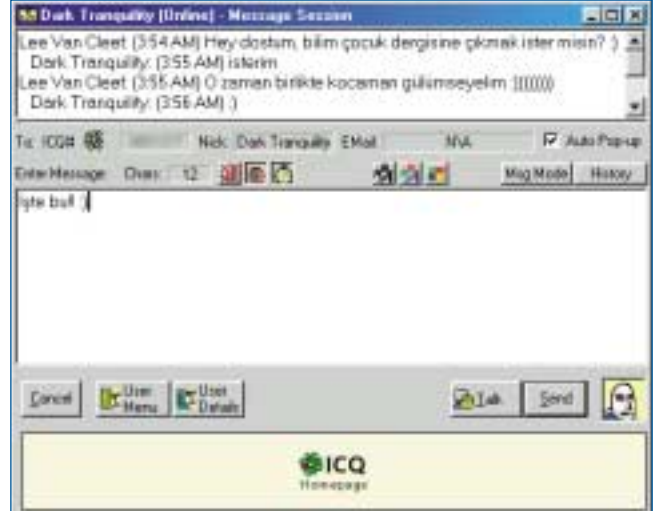 Dark Tranquility [Online] - Message Session
Lee Van Cleet (3:54 AM) Hey dostum, bilim çocuk dergisine çıkmak ister misin? :)
Dark Tranquility: (3:55 AM) isterim
Lee Van Cleet (3:55 AM) O zaman birlikte kocaman gülümseyelim :))))))))
Dark Tranquility: (3:56 AM) :)
To: ICQ# Nick: Dark Tranquility EMail: N\A Auto Pop-up
Enter Message: Chars: 12 Msg Mode History
İşte bu!! :)
Cancel User Menu User Details Talk Send
ICQ
Homepage